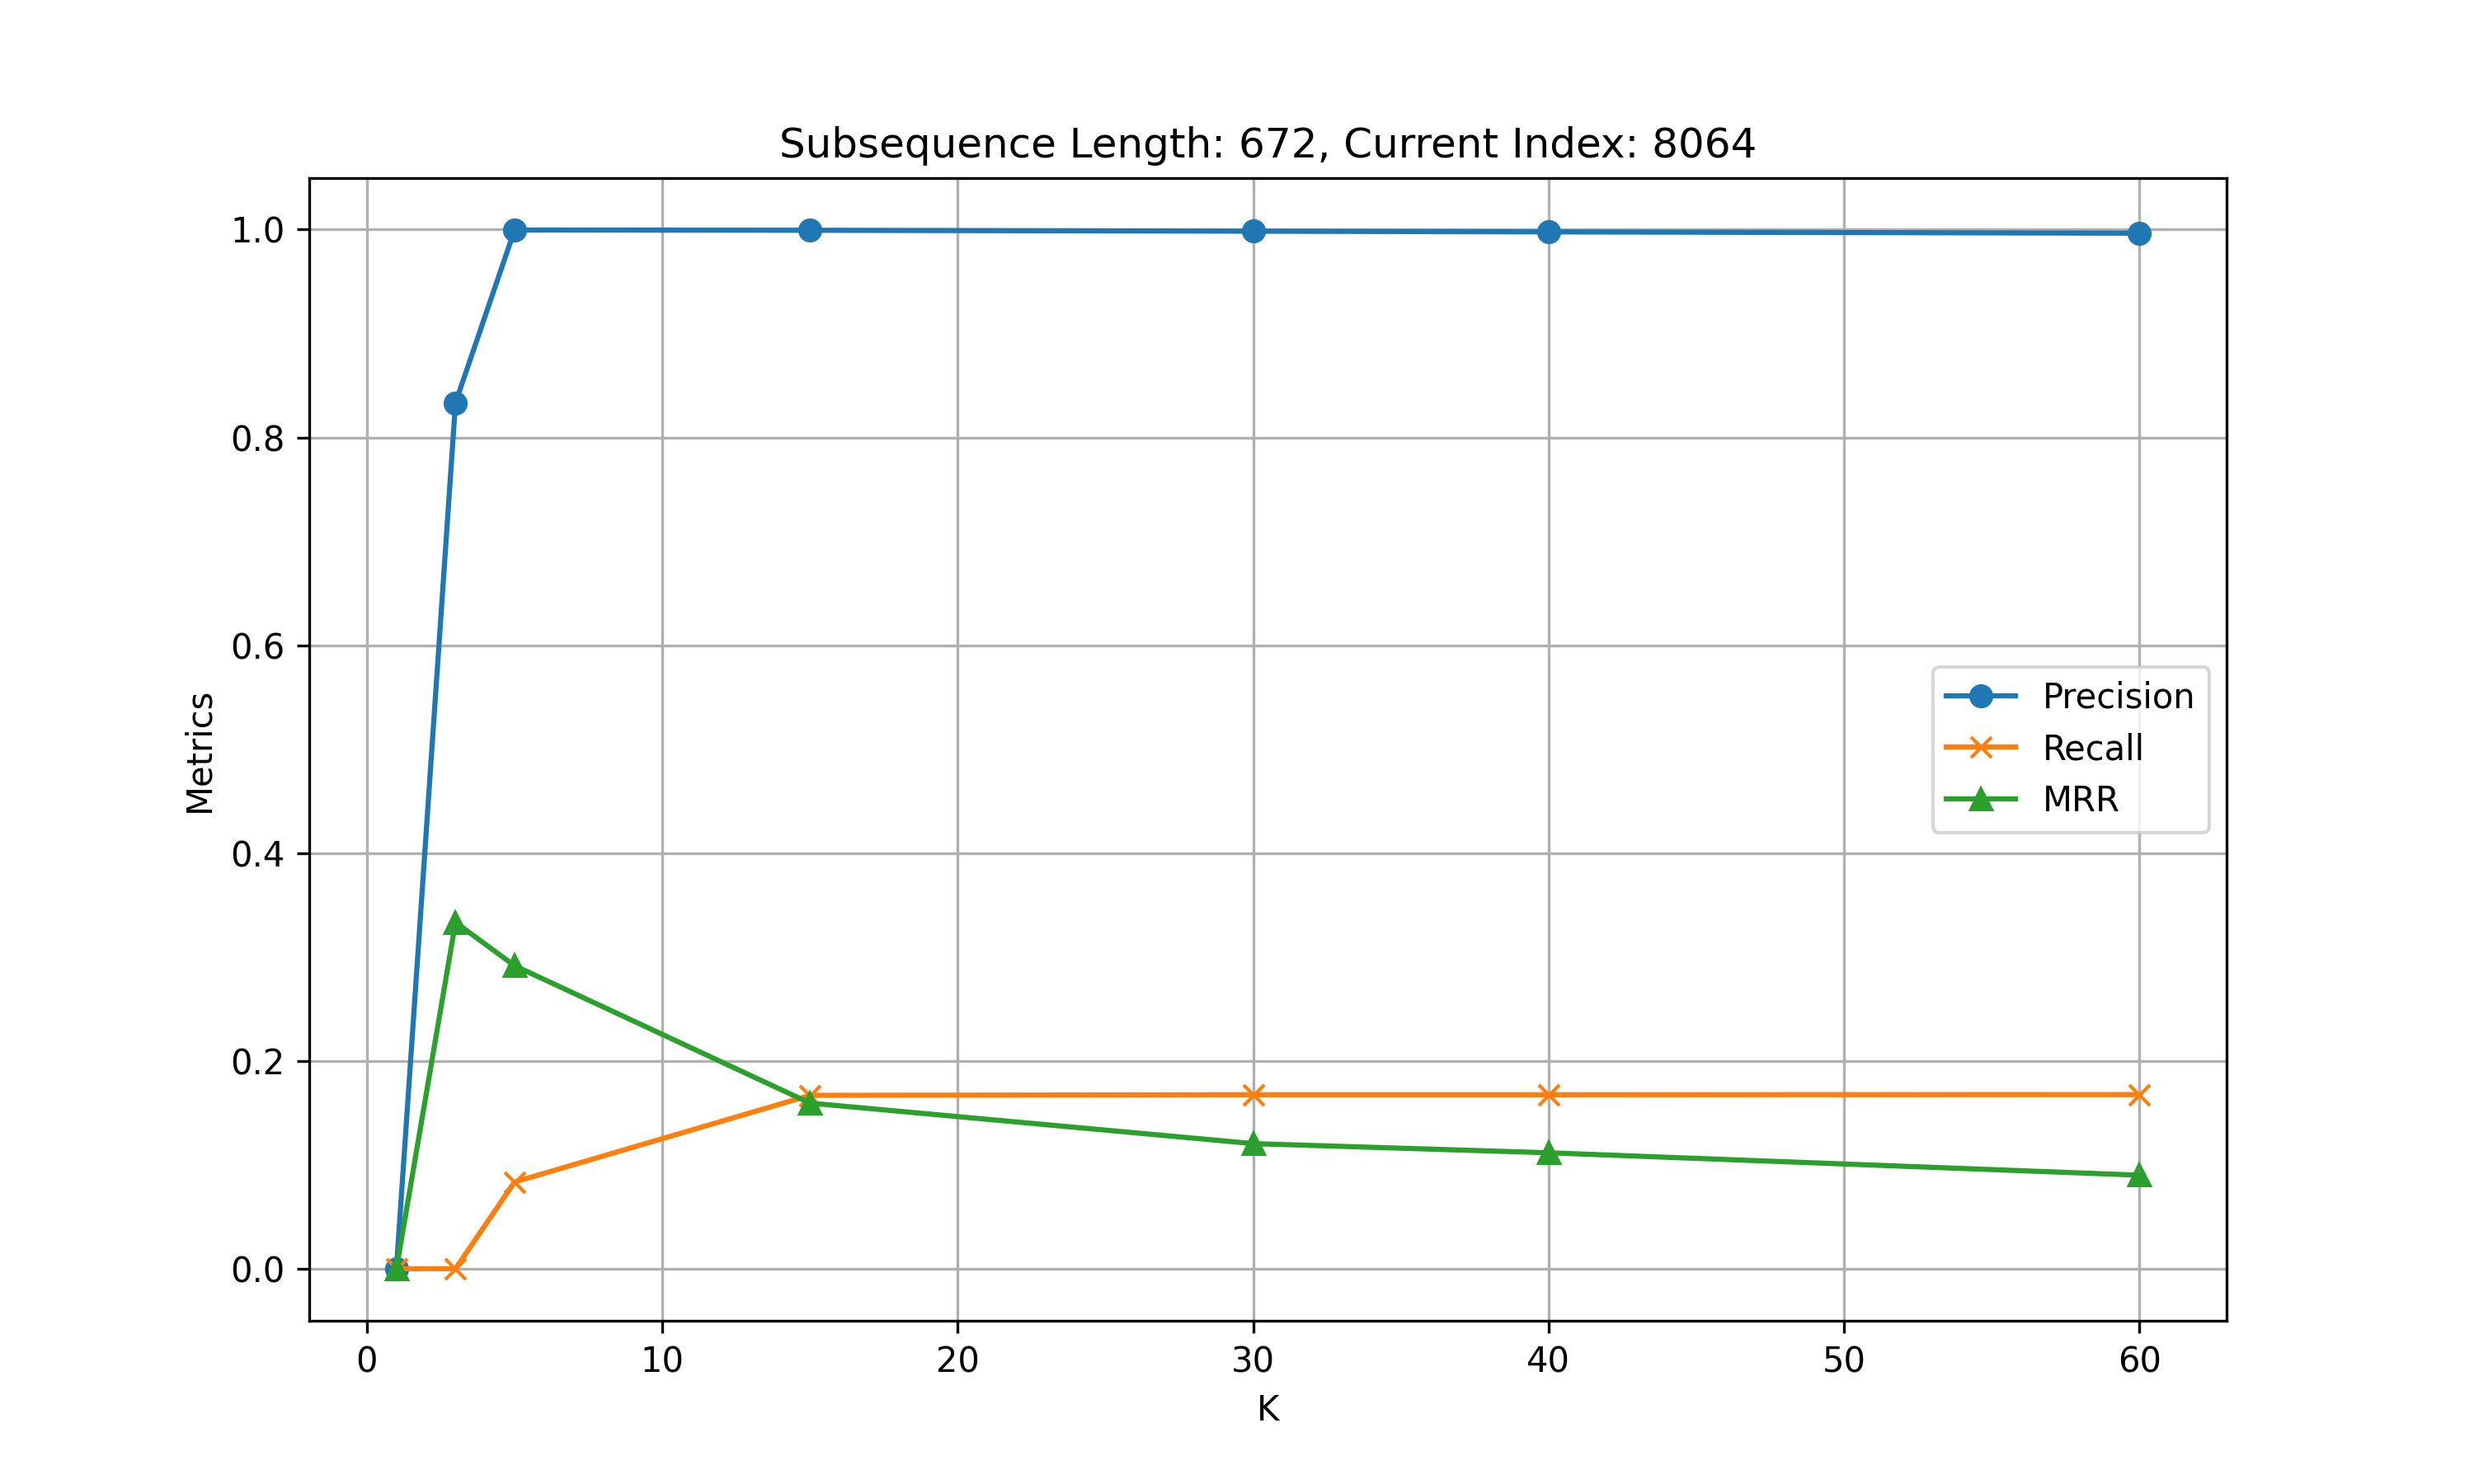 Subsequence Length: 672, Current Index: 8064
1.0
0.8
0.6
0.4
0.2
0.0
Metrics
Precision
Recall
MRR
0 10 20 30 40 50 60
K